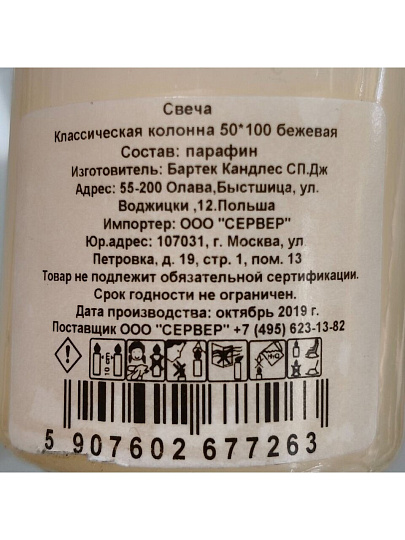 Свеча
Классическая колонна 50*100 бежевая
Состав: парафин
Изготовитель: Бартек Кандлес СП.Дж
Адрес: 55-200 Олава,Быстшица, ул.
Воджицки ,12.Польша
Импортер: ООО "СЕРВЕР"
Юр.адрес: 107031, г. Москва, ул
Петровка, д. 19, стр. 1, пом. 13
Товар не подлежит обязательной сертификации.
Срок годности не ограничен.
Дата производства: октябрь 2019 г.
Поставщик ООО "СЕРВЕР" +7 (495) 623-13-82
5 907602 677263